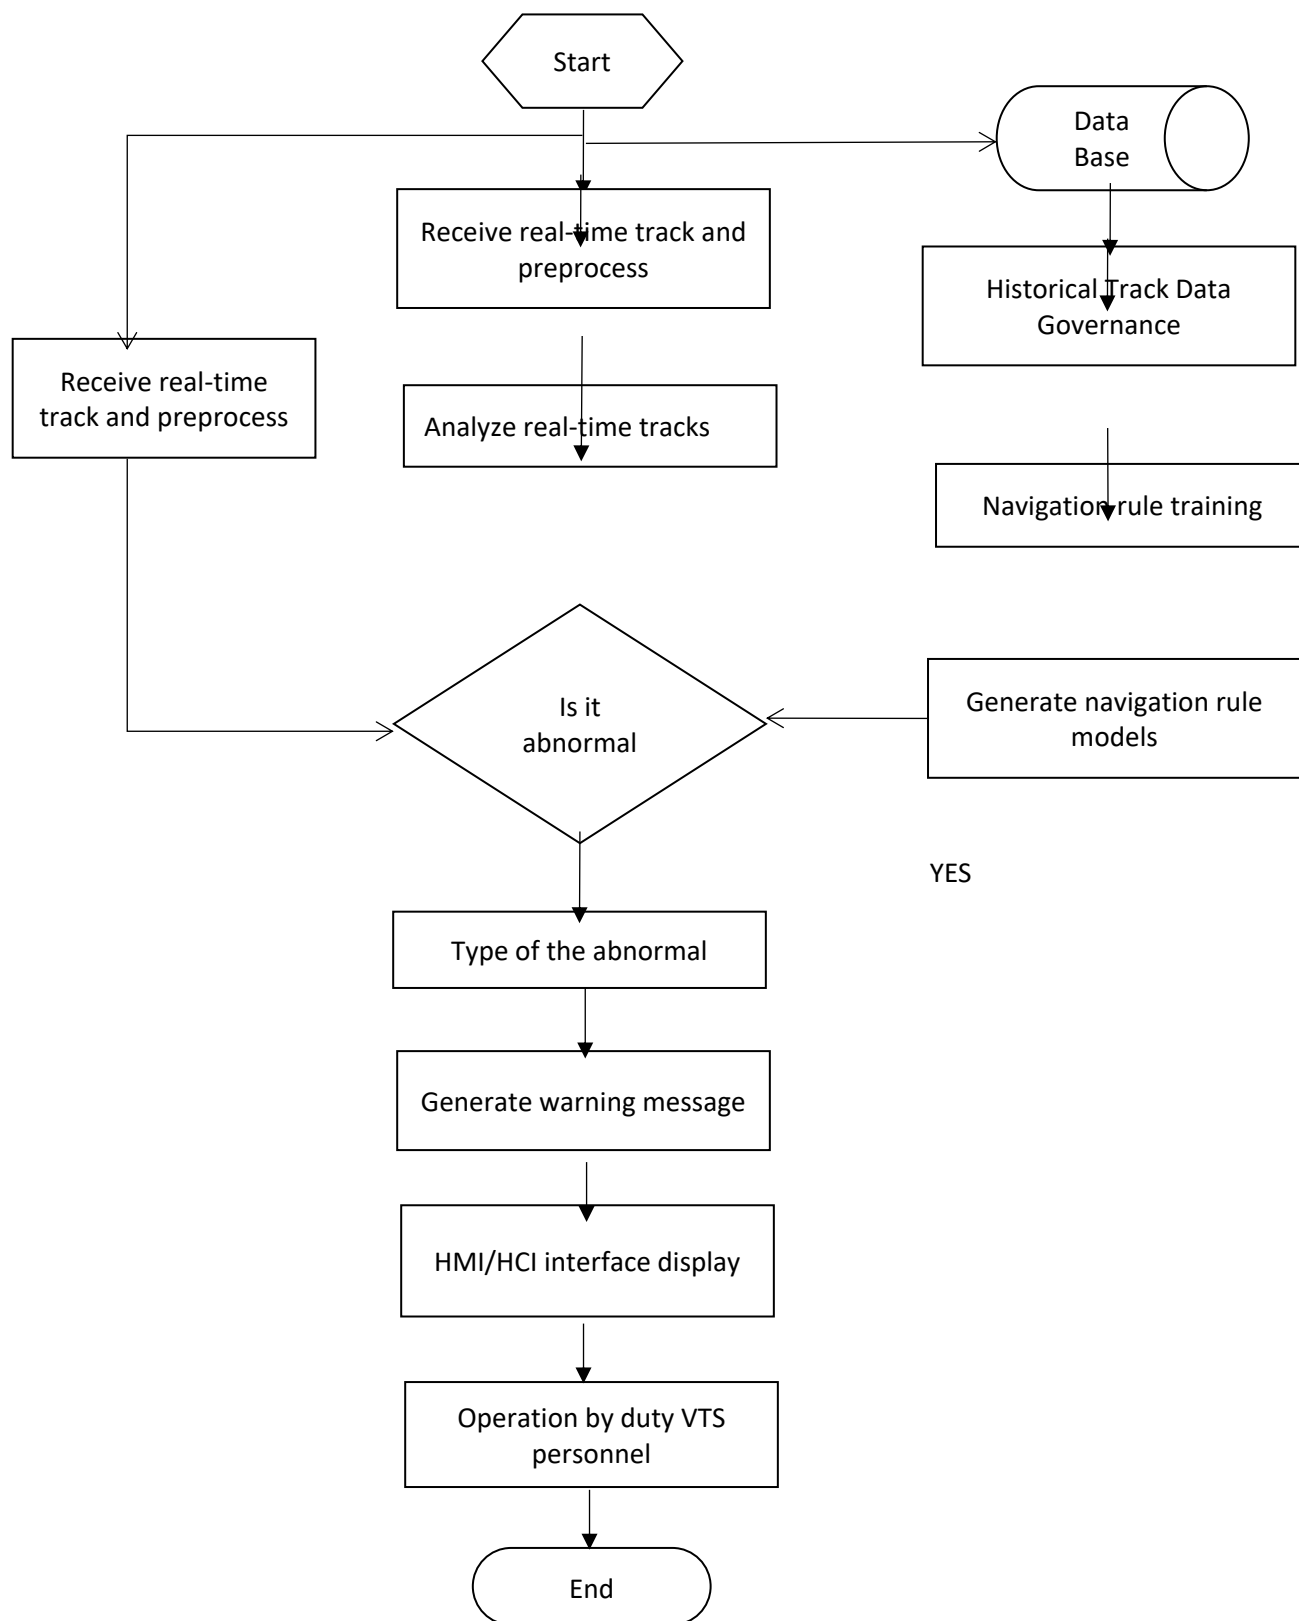 Start
Data
Base
Receive real-time track and
preprocess
Historical Track Data
Governance
Receive real-time
track and preprocess
Analyze real-time tracks
Navigation rule training
Is it
abnormal
Generate navigation rule
models
YES
Type of the abnormal
Generate warning message
HMI/HCI interface display
Operation by duty VTS
personnel
End